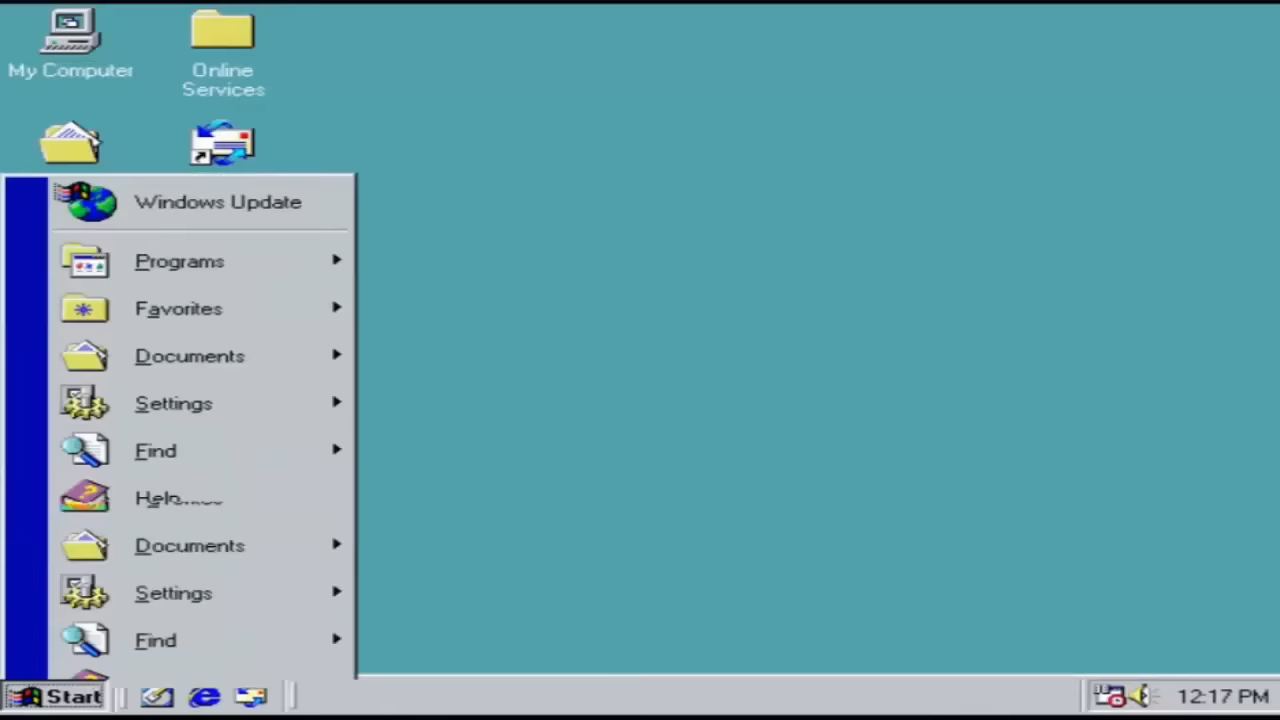 My Computer
Online
Services
Windows Update
Programs
Favorites
Documents
Settings
Find
Help
Documents
Settings
Find
Start
12:17 PM